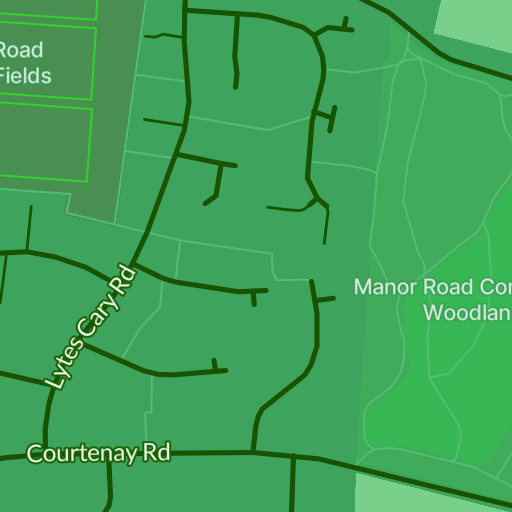 Road
Fields
Manor Road Co
Woodlan
Lytes Cary Rd
Courtenay Rd